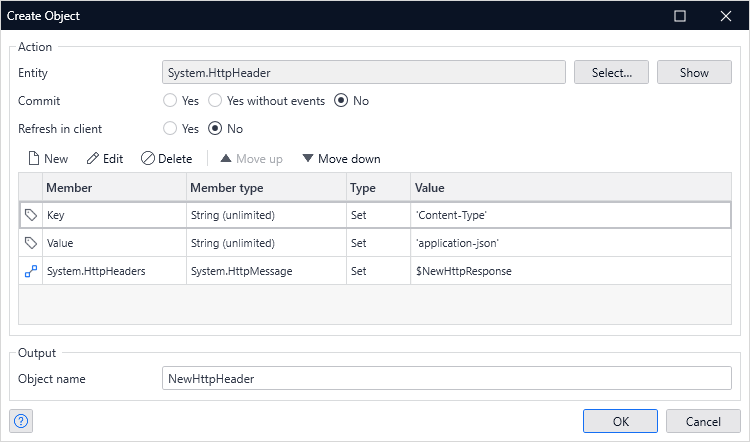 Create Object
Action
Entity System.HttpHeader Select... Show
Commit Yes Yes without events No
Refresh in client Yes No
New Edit Delete Move up Move down
Member Member type Type Value
Key String (unlimited) Set 'Content-Type'
Value String (unlimited) Set 'application-json'
System.HttpHeaders System.HttpMessage Set $NewHttpResponse
Output
Object name NewHttpHeader
? OK Cancel